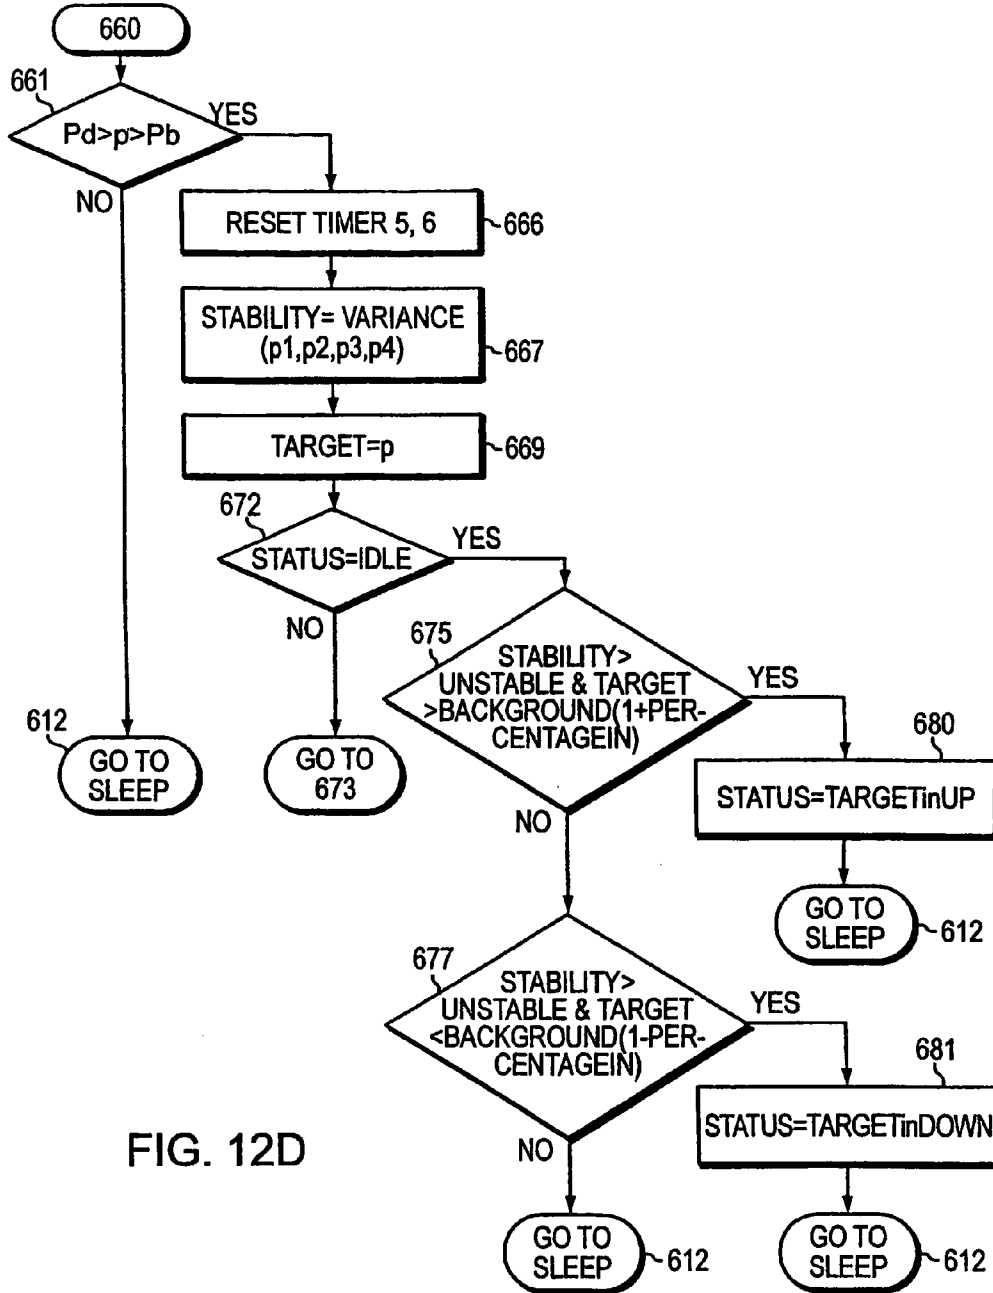 660
661
Pd>p>Pb
YES
NO
RESET TIMER 5, 6
666
STABILITY= VARIANCE
(p1,p2,p3,p4)
667
TARGET=p
669
672
STATUS=IDLE
YES
NO
675
STABILITY>
UNSTABLE & TARGET
>BACKGROUND(1+PER-
CENTAGEIN)
YES
NO
612
GO TO
SLEEP
GO TO
673
680
STATUS=TARGETinUP
GO TO
SLEEP
612
677
STABILITY>
UNSTABLE & TARGET
<BACKGROUND(1-PER-
CENTAGEIN)
YES
NO
681
STATUS=TARGETinDOWN
GO TO
SLEEP
612
GO TO
SLEEP
612
FIG. 12D